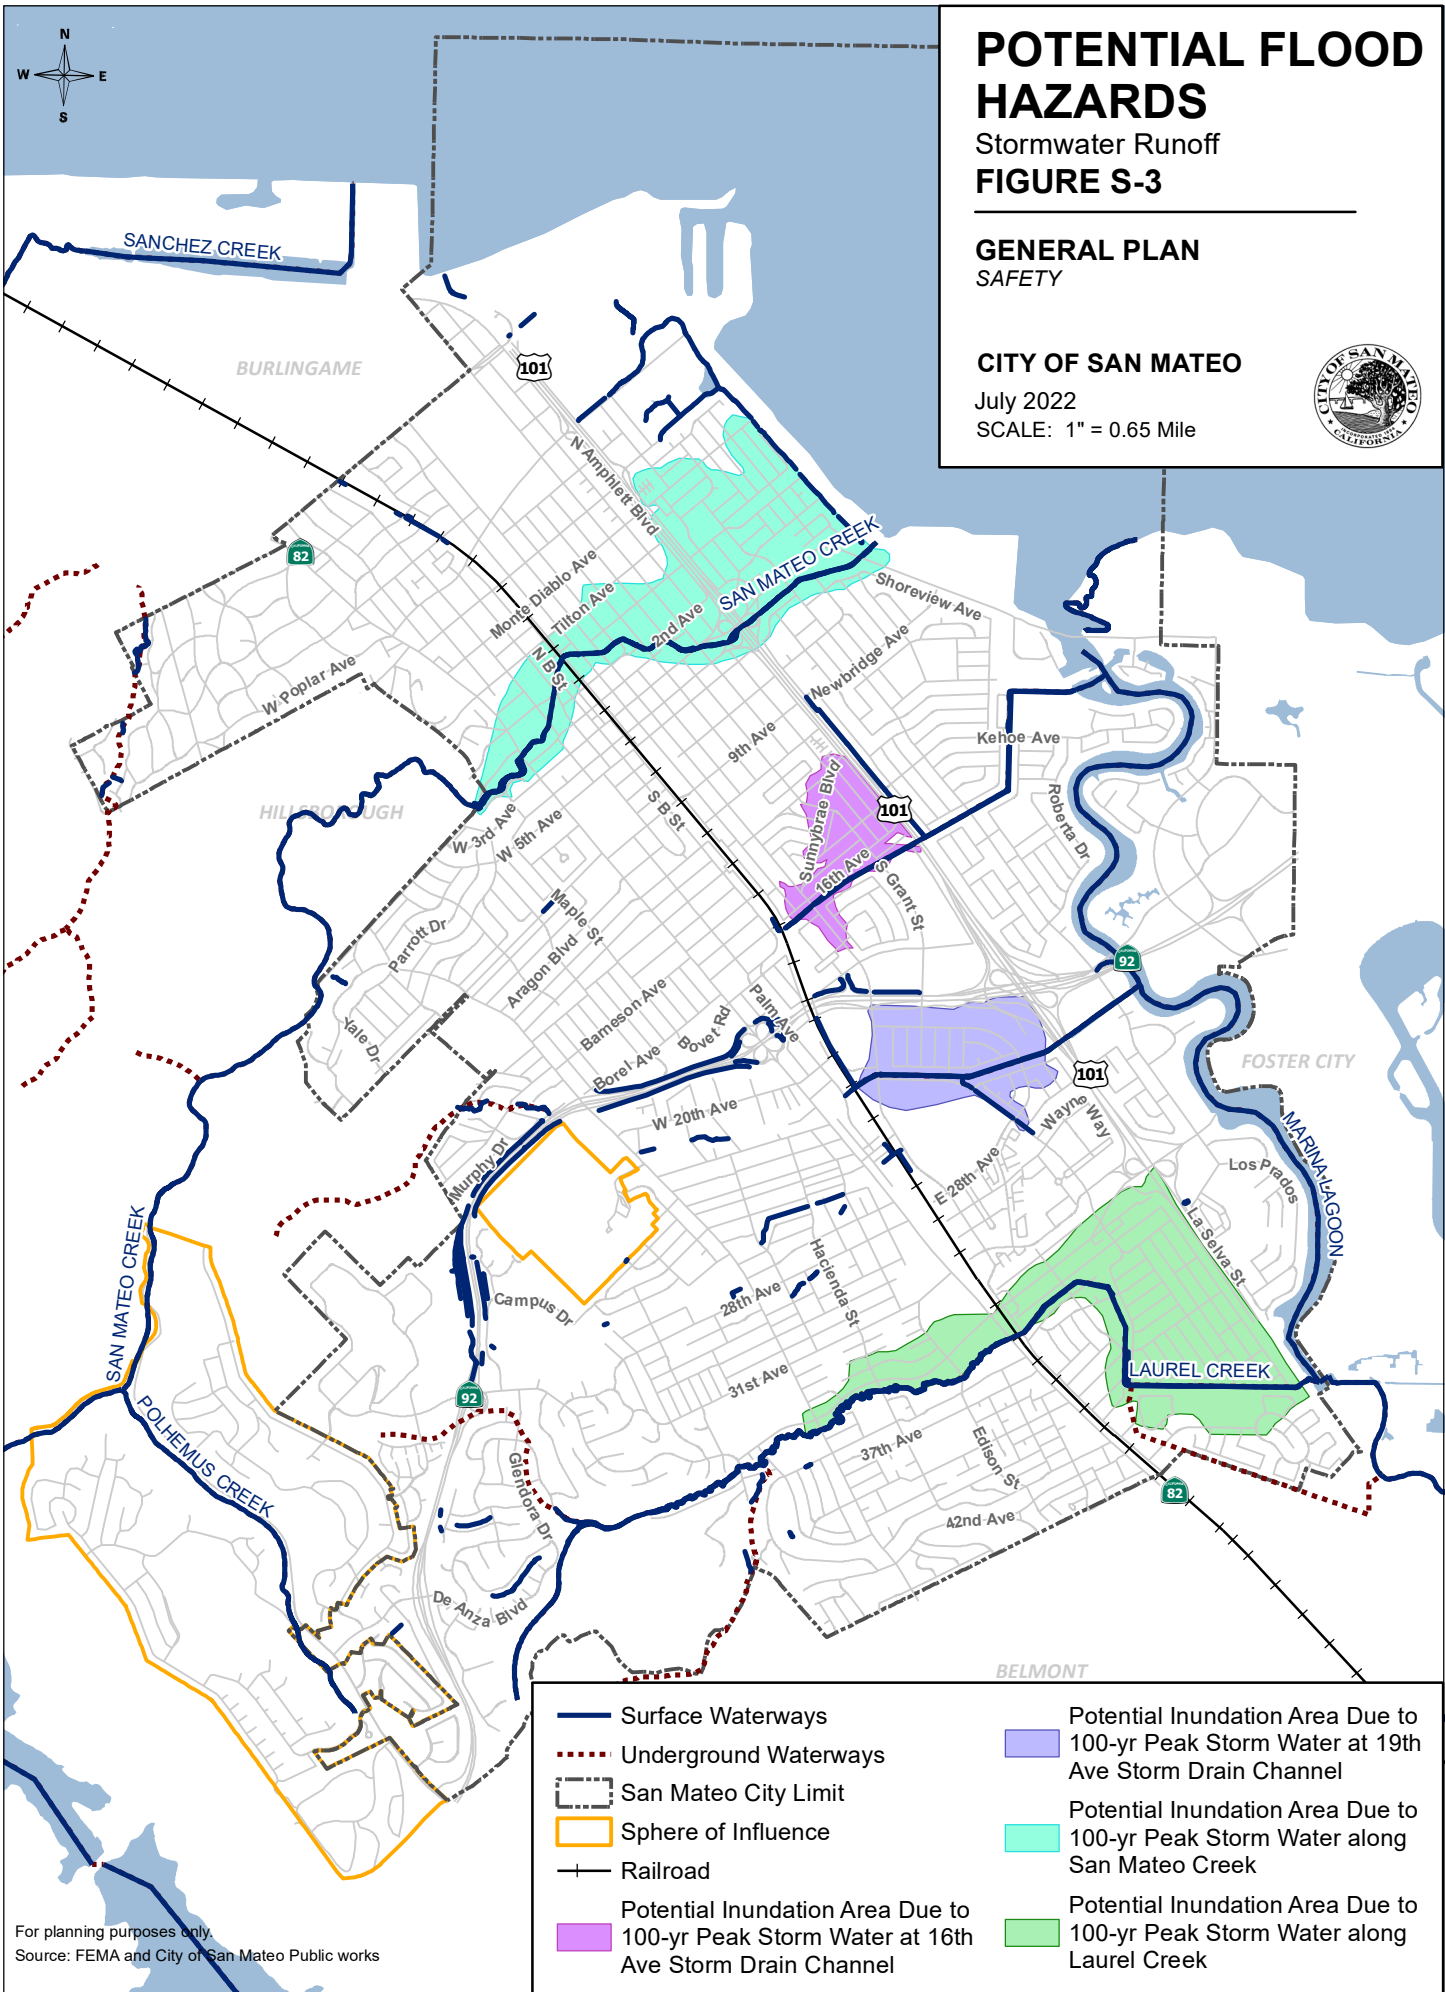 N
W E
S
POTENTIAL FLOOD
HAZARDS
Stormwater Runoff
FIGURE S-3
GENERAL PLAN
SAFETY
CITY OF SAN MATEO
July 2022
SCALE: 1" = 0.65 Mile
CITY OF SAN MATEO
INCORPORATED 1894
CALIFORNIA
SANCHEZ CREEK
BURLINGAME
101
N Amphlett Blvd
82
SAN MATEO CREEK
Monte Diablo Ave
Tilton Ave
2nd Ave
Shoreview Ave
N B St
W Poplar Ave
Newbridge Ave
9th Ave
Kehoe Ave
HILLSBOROUGH
Sunnybrae Blvd
101
S B St
Roberta Dr
W 3rd Ave
W 5th Ave
16th Ave
S Grant St
Maple St
Parrott Dr
Aragon Blvd
92
Barneson Ave
Palm Ave
Yale Dr
Bovet Rd
Borel Ave
FOSTER CITY
101
W 20th Ave
Wayne Way
MARINA LAGOON
Murphy Dr
E 28th Ave
Los Prados
La Selva St
SAN MATEO CREEK
Hacienda St
Campus Dr
28th Ave
31st Ave
LAUREL CREEK
92
POLHEMUS CREEK
37th Ave
Edison St
Glendora Dr
82
42nd Ave
De Anza Blvd
BELMONT
Surface Waterways
Underground Waterways
San Mateo City Limit
Sphere of Influence
Railroad
Potential Inundation Area Due to
100-yr Peak Storm Water at 16th
Ave Storm Drain Channel
Potential Inundation Area Due to
100-yr Peak Storm Water at 19th
Ave Storm Drain Channel
Potential Inundation Area Due to
100-yr Peak Storm Water along
San Mateo Creek
Potential Inundation Area Due to
100-yr Peak Storm Water along
Laurel Creek
For planning purposes only.
Source: FEMA and City of San Mateo Public works